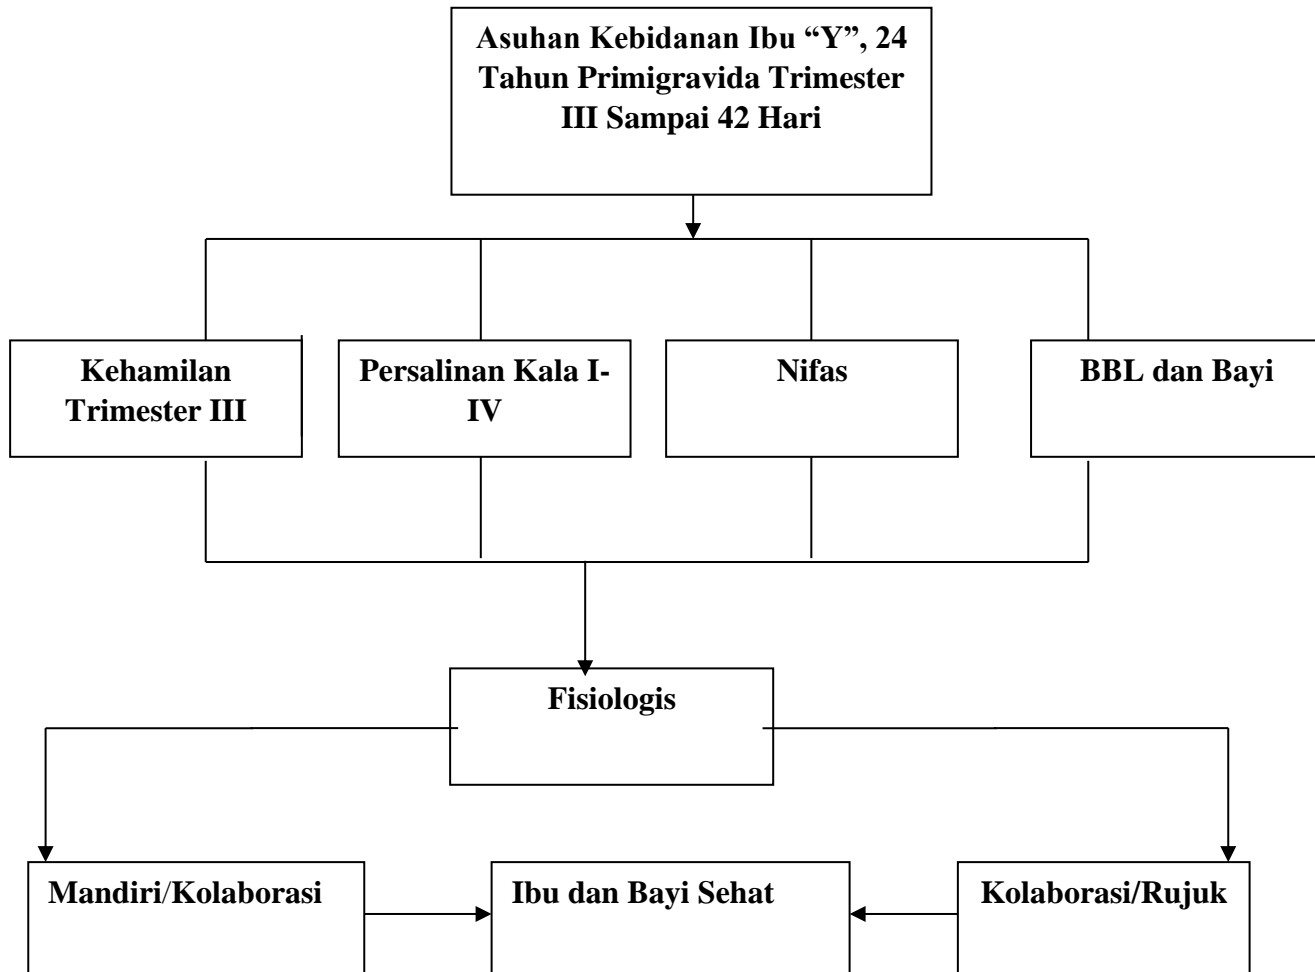 Asuhan Kebidanan Ibu “Y”, 24
Tahun Primigravida Trimester
III Sampai 42 Hari
Kehamilan
Trimester III
Persalinan Kala I-
IV
Nifas
BBL dan Bayi
Fisiologis
Mandiri/Kolaborasi
Ibu dan Bayi Sehat
Kolaborasi/Rujuk